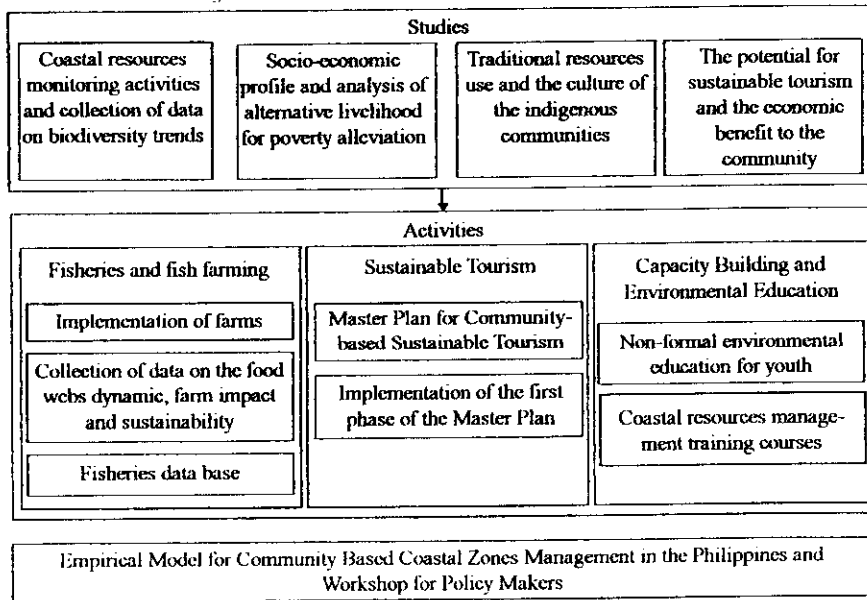 Studies
Coastal resources
monitoring activities
and collection of data
on biodiversity trends
Socio-economic
profile and analysis of
alternative livelihood
for poverty alleviation
Traditional resources
use and the culture of
the indigenous
communities
The potential for
sustainable tourism
and the economic
benefit to the
community
Activities
Fisheries and fish farming
Implementation of farms
Collection of data on the food
webs dynamic, farm impact
and sustainability
Fisheries data base
Sustainable Tourism
Master Plan for Community-
based Sustainable Tourism
Implementation of the first
phase of the Master Plan
Capacity Building and
Environmental Education
Non-formal environmental
education for youth
Coastal resources manage-
ment training courses
Empirical Model for Community Based Coastal Zones Management in the Philippines and
Workshop for Policy Makers